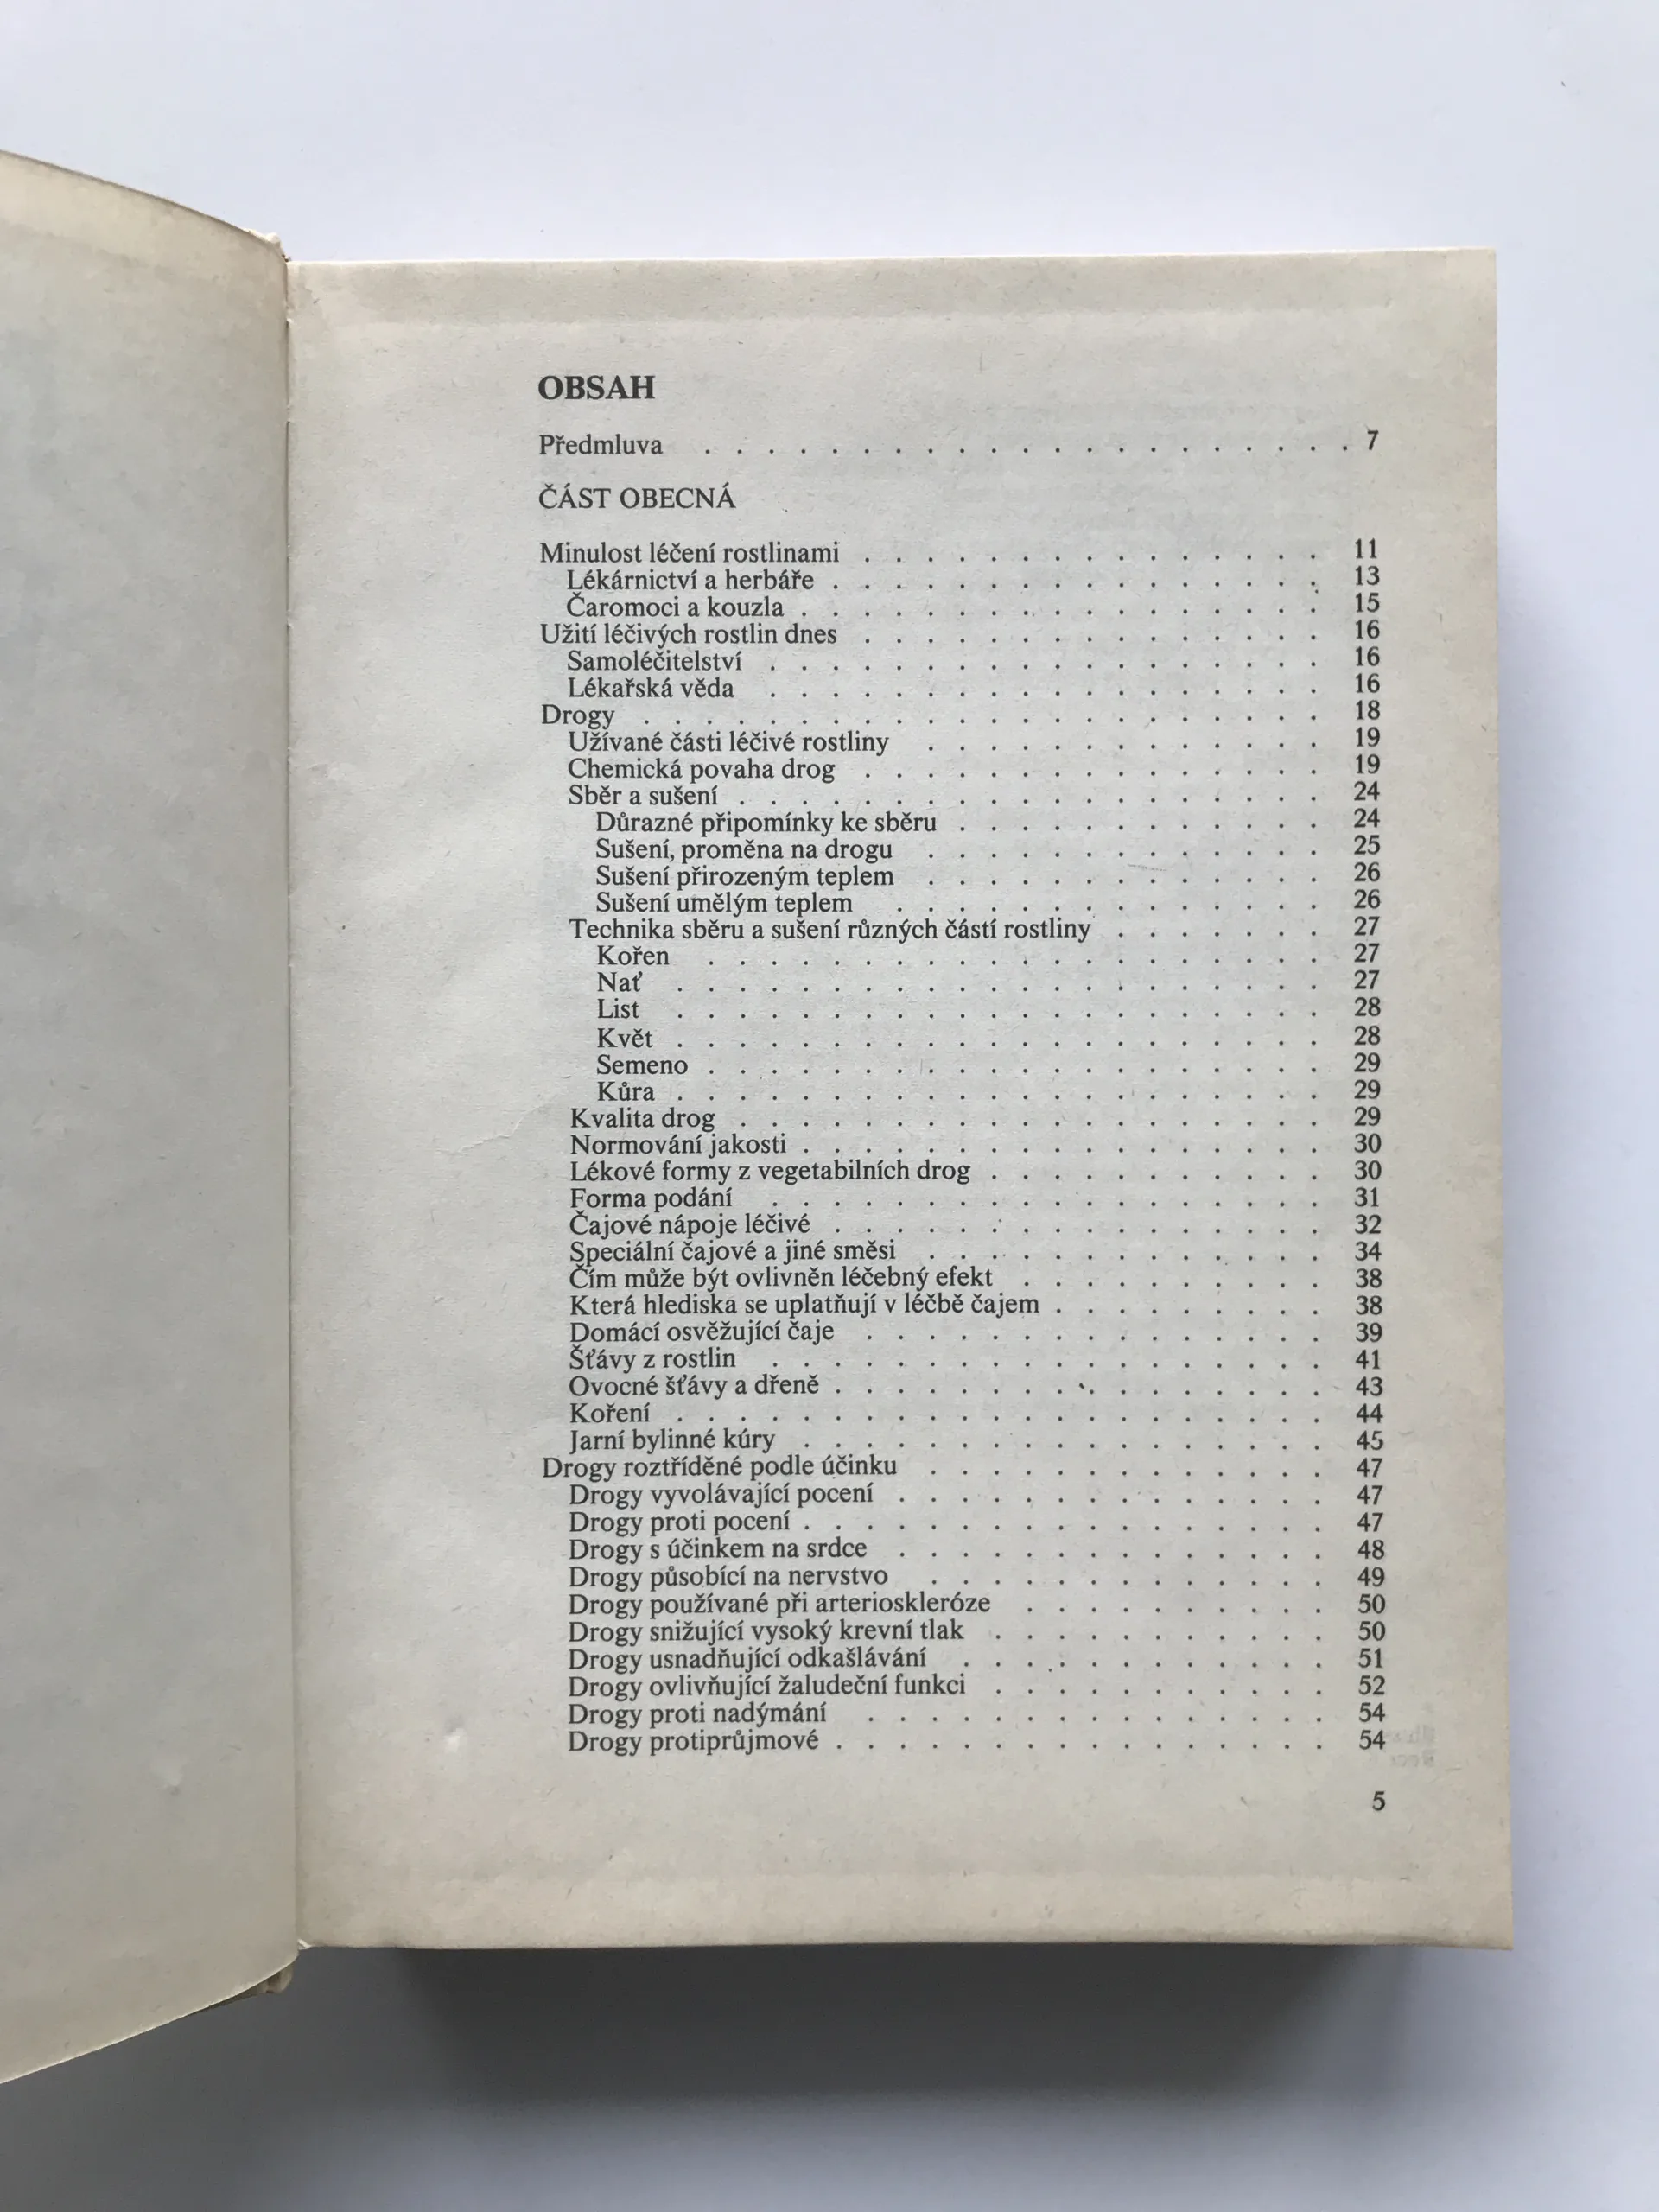 OBSAH
Předmluva . . . . . . . . . . . . . . . . . . . . . 7
ČÁST OBECNÁ
Minulost léčení rostlinami . . . . . . . . . . . . . . . 11
Lékárnictví a herbáře . . . . . . . . . . . . . . . . 13
Čaromoci a kouzla . . . . . . . . . . . . . . . . . 15
Užití léčivých rostlin dnes . . . . . . . . . . . . . . . 16
Samoléčitelství . . . . . . . . . . . . . . . . . . 16
Lékařská věda . . . . . . . . . . . . . . . . . . 16
Drogy . . . . . . . . . . . . . . . . . . . . . . 18
Užívané části léčivé rostliny . . . . . . . . . . . . . 19
Chemická povaha drog . . . . . . . . . . . . . . . 19
Sběr a sušení . . . . . . . . . . . . . . . . . . . 24
Důrazné připomínky ke sběru . . . . . . . . . . . . 24
Sušení, proměna na drogu . . . . . . . . . . . . . 25
Sušení přirozeným teplem . . . . . . . . . . . . . 26
Sušení umělým teplem . . . . . . . . . . . . . . 26
Technika sběru a sušení různých částí rostliny . . . . . . . 27
Kořen . . . . . . . . . . . . . . . . . . . . 27
Nať . . . . . . . . . . . . . . . . . . . . . 27
List . . . . . . . . . . . . . . . . . . . . . 28
Květ . . . . . . . . . . . . . . . . . . . . . 28
Semeno . . . . . . . . . . . . . . . . . . . . 29
Kůra . . . . . . . . . . . . . . . . . . . . . 29
Kvalita drog . . . . . . . . . . . . . . . . . . . 29
Normování jakosti . . . . . . . . . . . . . . . . . 30
Lékové formy z vegetabilních drog . . . . . . . . . . . 30
Forma podání . . . . . . . . . . . . . . . . . . 31
Čajové nápoje léčivé . . . . . . . . . . . . . . . . 32
Speciální čajové a jiné směsi . . . . . . . . . . . . . 34
Čím může být ovlivněn léčebný efekt . . . . . . . . . . 38
Která hlediska se uplatňují v léčbě čajem . . . . . . . . . 38
Domácí osvěžující čaje . . . . . . . . . . . . . . . 39
Šťávy z rostlin . . . . . . . . . . . . . . . . . . 41
Ovocné šťávy a dřeně . . . . . . . . . . . . . . . . 43
Koření . . . . . . . . . . . . . . . . . . . . . 44
Jarní bylinné kúry . . . . . . . . . . . . . . . . . 45
Drogy roztříděné podle účinku . . . . . . . . . . . . . 47
Drogy vyvolávající pocení . . . . . . . . . . . . . . 47
Drogy proti pocení . . . . . . . . . . . . . . . . . 47
Drogy s účinkem na srdce . . . . . . . . . . . . . . 48
Drogy působící na nervstvo . . . . . . . . . . . . . 49
Drogy používané při arterioskleróze . . . . . . . . . . 50
Drogy snižující vysoký krevní tlak . . . . . . . . . . . 50
Drogy usnadňující odkašlávání . . . . . . . . . . . . 51
Drogy ovlivňující žaludeční funkci . . . . . . . . . . . 52
Drogy proti nadýmání . . . . . . . . . . . . . . . 54
Drogy protiprůjmové . . . . . . . . . . . . . . . . 54
5